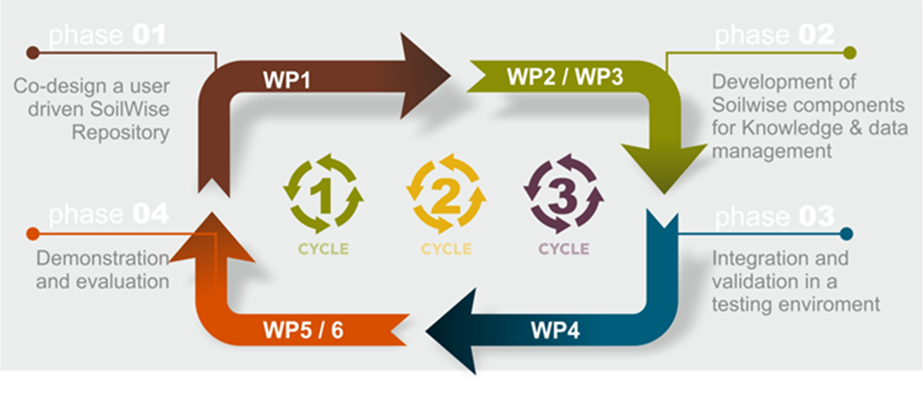 phase 01
Co-design a user
driven SoilWise
Repository
WP1
WP2 / WP3
phase 02
Development of
Soilwise components
for Knowledge & data
management
1
CYCLE
2
CYCLE
3
CYCLE
phase 04
Demonstration
and evaluation
WP5 / 6
WP4
phase 03
Integration and
validation in a
testing enviroment